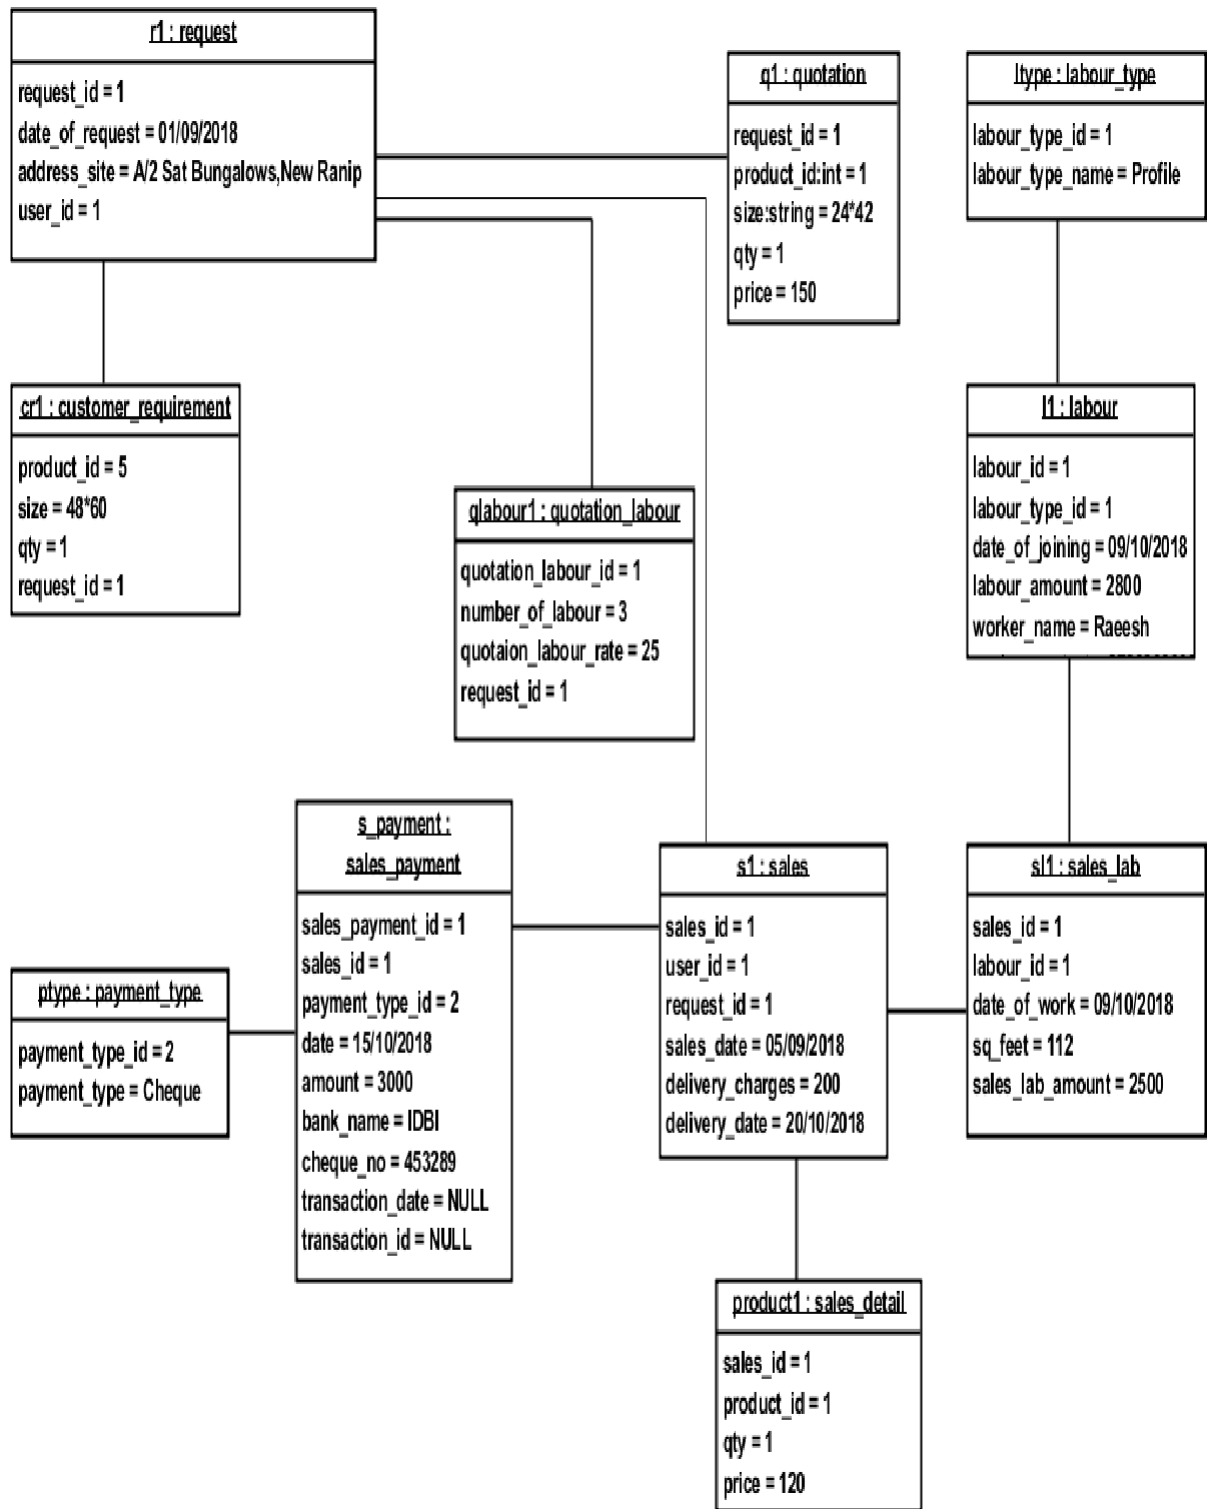 r1 : request
request_id = 1
date_of_request = 01/09/2018
address_site = A/2 Sat Bungalows,New Ranip
user_id = 1
q1 : quotation
request_id = 1
product_id:int = 1
size:string = 24*42
qty = 1
price = 150
ltype : labour_type
labour_type_id = 1
labour_type_name = Profile
cr1 : customer_requirement
product_id = 5
size = 48*60
qty = 1
request_id = 1
qlabour1 : quotation_labour
quotation_labour_id = 1
number_of_labour = 3
quotaion_labour_rate = 25
request_id = 1
l1 : labour
labour_id = 1
labour_type_id = 1
date_of_joining = 09/10/2018
labour_amount = 2800
worker_name = Raeesh
s_payment :
sales_payment
sales_payment_id = 1
sales_id = 1
payment_type_id = 2
date = 15/10/2018
amount = 3000
bank_name = IDBI
cheque_no = 453289
transaction_date = NULL
transaction_id = NULL
ptype : payment_type
payment_type_id = 2
payment_type = Cheque
s1 : sales
sales_id = 1
user_id = 1
request_id = 1
sales_date = 05/09/2018
delivery_charges = 200
delivery_date = 20/10/2018
sl1 : sales_lab
sales_id = 1
labour_id = 1
date_of_work = 09/10/2018
sq_feet = 112
sales_lab_amount = 2500
product1 : sales_detail
sales_id = 1
product_id = 1
qty = 1
price = 120